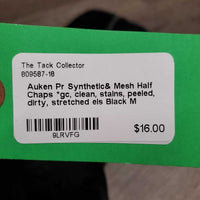 The Tack Collector
809587-18
Auken Pr Synthetic& Mesh Half
Chaps *gc, clean, stains, peeled,
dirty, stretched els Black M
$16.00
9LRVFG